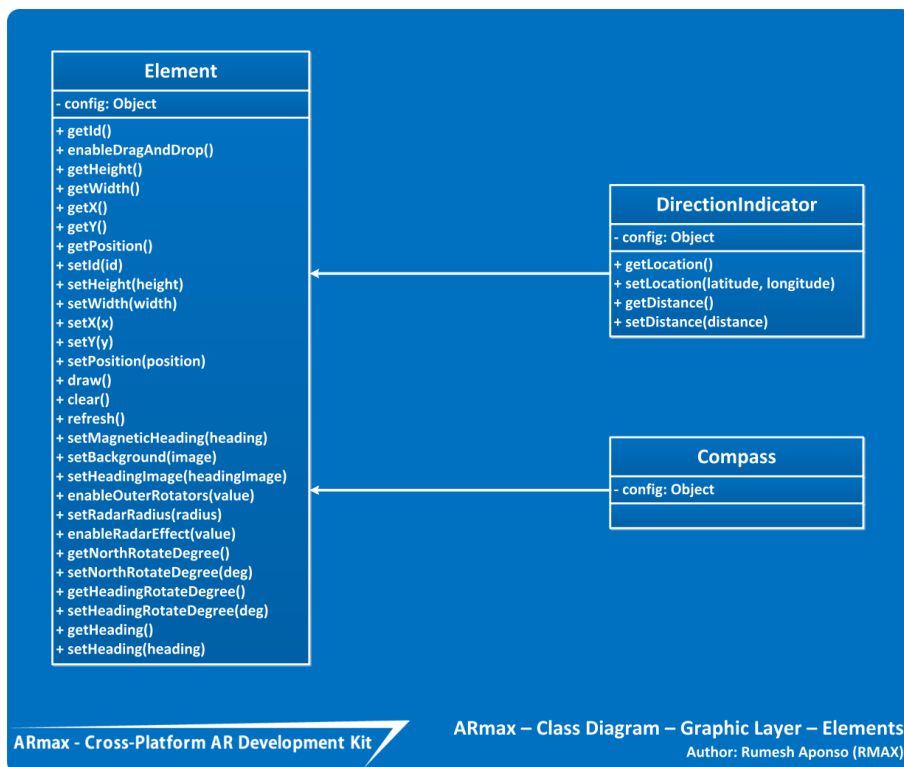 Element
- config: Object
+ getId()
+ enableDragAndDrop()
+ getHeight()
+ getWidth()
+ getX()
+ getY()
+ getPosition()
+ setId(id)
+ setHeight(height)
+ setWidth(width)
+ setX(x)
+ setY(y)
+ setPosition(position)
+ draw()
+ clear()
+ refresh()
+ setMagneticHeading(heading)
+ setBackground(image)
+ setHeadingImage(headingImage)
+ enableOuterRotators(value)
+ setRadarRadius(radius)
+ enableRadarEffect(value)
+ getNorthRotateDegree()
+ setNorthRotateDegree(deg)
+ getHeadingRotateDegree()
+ setHeadingRotateDegree(deg)
+ getHeading()
+ setHeading(heading)
DirectionIndicator
- config: Object
+ getLocation()
+ setLocation(latitude, longitude)
+ getDistance()
+ setDistance(distance)
Compass
- config: Object
ARmax - Cross-Platform AR Development Kit
ARmax – Class Diagram – Graphic Layer – Elements
Author: Rumesh Aponso (RMAX)